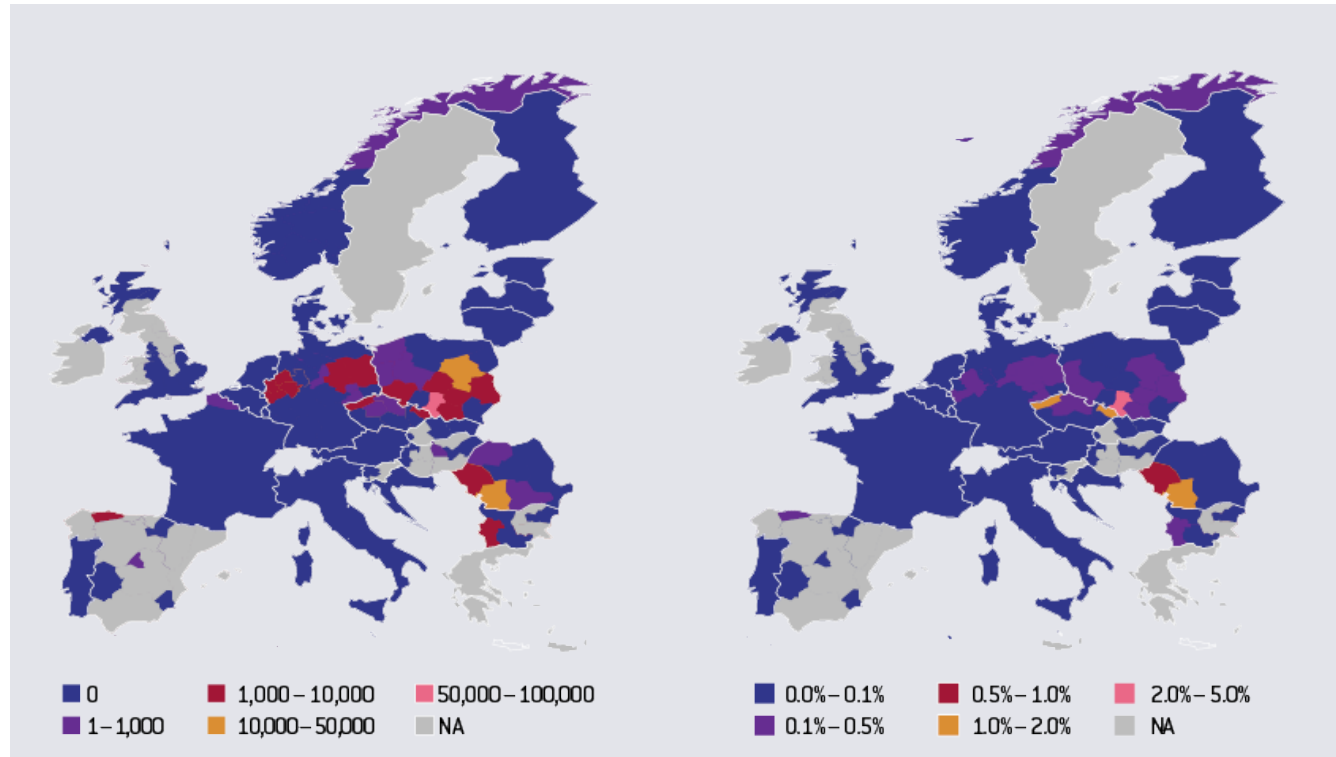 0
1,000 – 10,000
50,000 – 100,000
1 – 1,000
10,000 – 50,000
NA
0.0% – 0.1%
0.5% – 1.0%
2.0% – 5.0%
0.1% – 0.5%
1.0% – 2.0%
NA